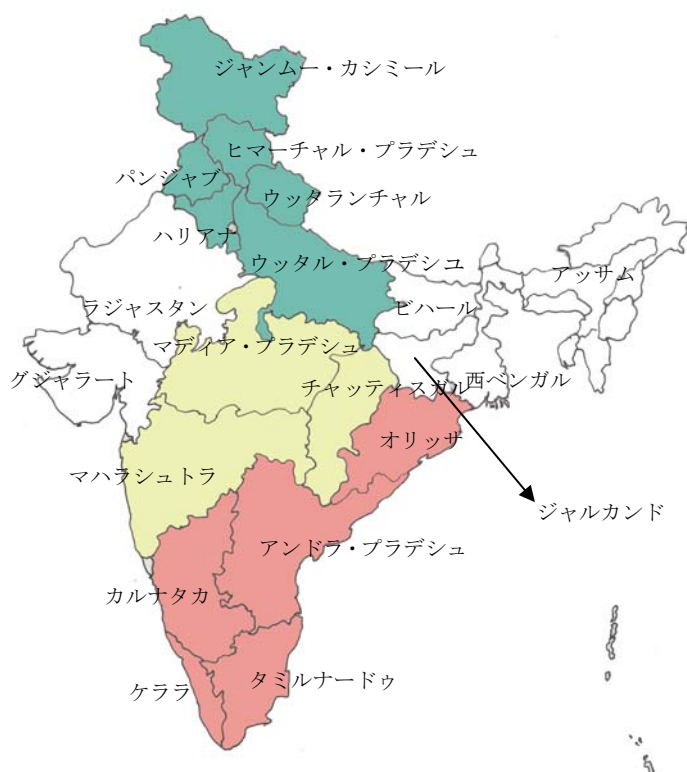 ジャンムー・カシミール
ヒマーチャル・プラデシュ
パンジャブ
ウッタランチャル
ハリアナ
ウッタル・プラデシュ
アッサム
ラジャスタン
ビハール
マディア・プラデシュ
グジャラート
チャッティスガル
西ベンガル
オリッサ
マハラシュトラ
ジャルカンド
アンドラ・プラデシュ
カルナタカ
ケララ
タミルナードゥ